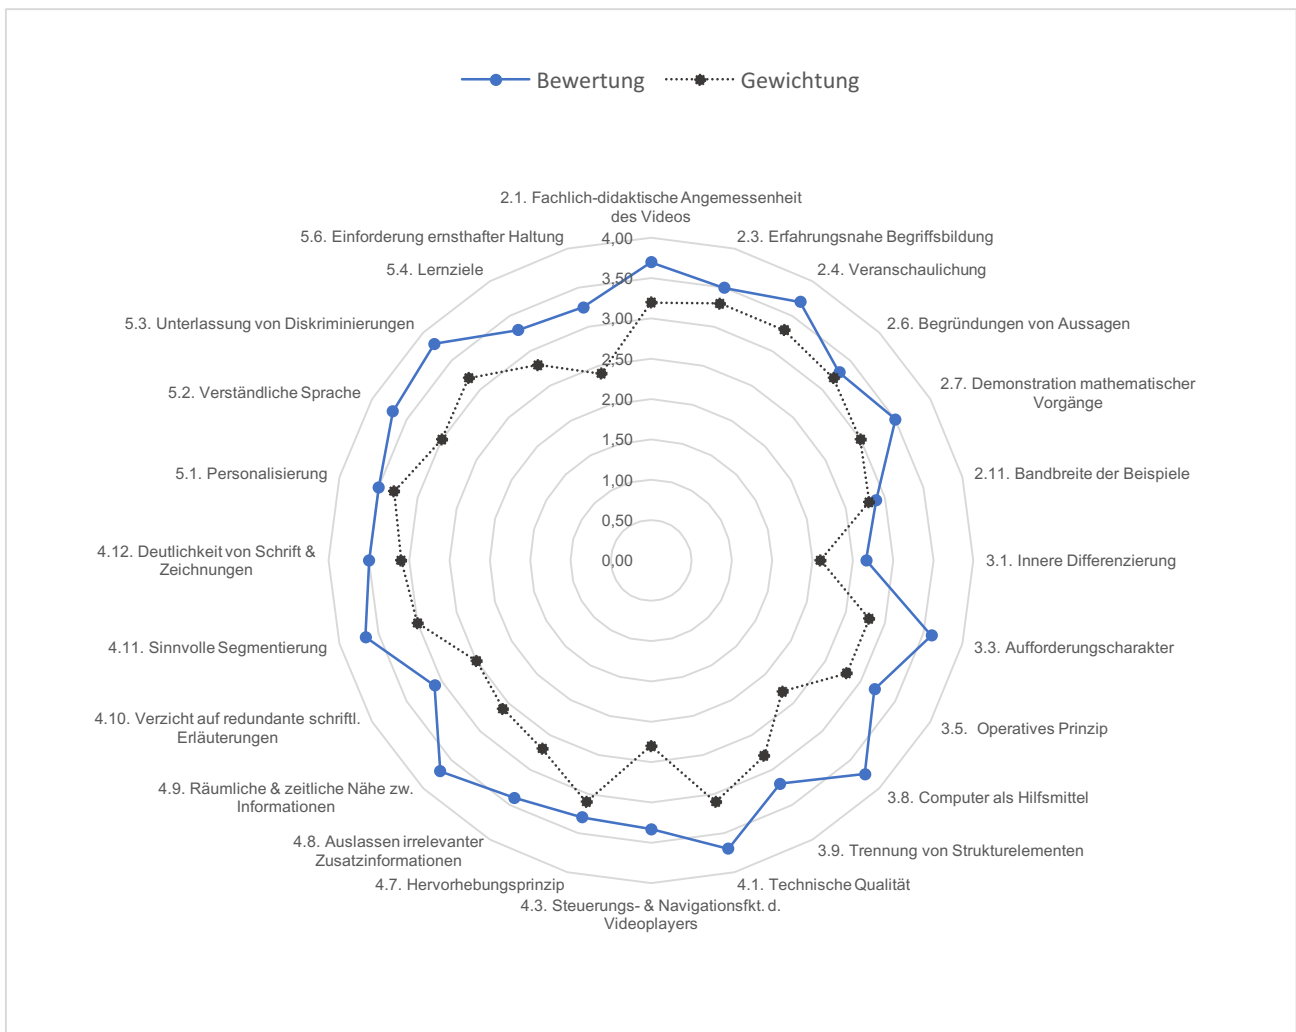 Bewertung
Gewichtung
2.1. Fachlich-didaktische Angemessenheit
des Videos
2.3. Erfahrungsnahe Begriffsbildung
2.4. Veranschaulichung
2.6. Begründungen von Aussagen
2.7. Demonstration mathematischer
Vorgänge
2.11. Bandbreite der Beispiele
3.1. Innere Differenzierung
3.3. Aufforderungscharakter
3.5.  Operatives Prinzip
3.8. Computer als Hilfsmittel
3.9. Trennung von Strukturelementen
4.1. Technische Qualität
4.3. Steuerungs- & Navigationsfkt. d.
Videoplayers
4.7. Hervorhebungsprinzip
4.8. Auslassen irrelevanter
Zusatzinformationen
4.9. Räumliche & zeitliche Nähe zw.
Informationen
4.10. Verzicht auf redundante schriftl.
Erläuterungen
4.11. Sinnvolle Segmentierung
4.12. Deutlichkeit von Schrift &
Zeichnungen
5.1. Personalisierung
5.2. Verständliche Sprache
5.3. Unterlassung von Diskriminierungen
5.4. Lernziele
5.6. Einforderung ernsthafter Haltung
4,00
3,50
3,00
2,50
2,00
1,50
1,00
0,50
0,00